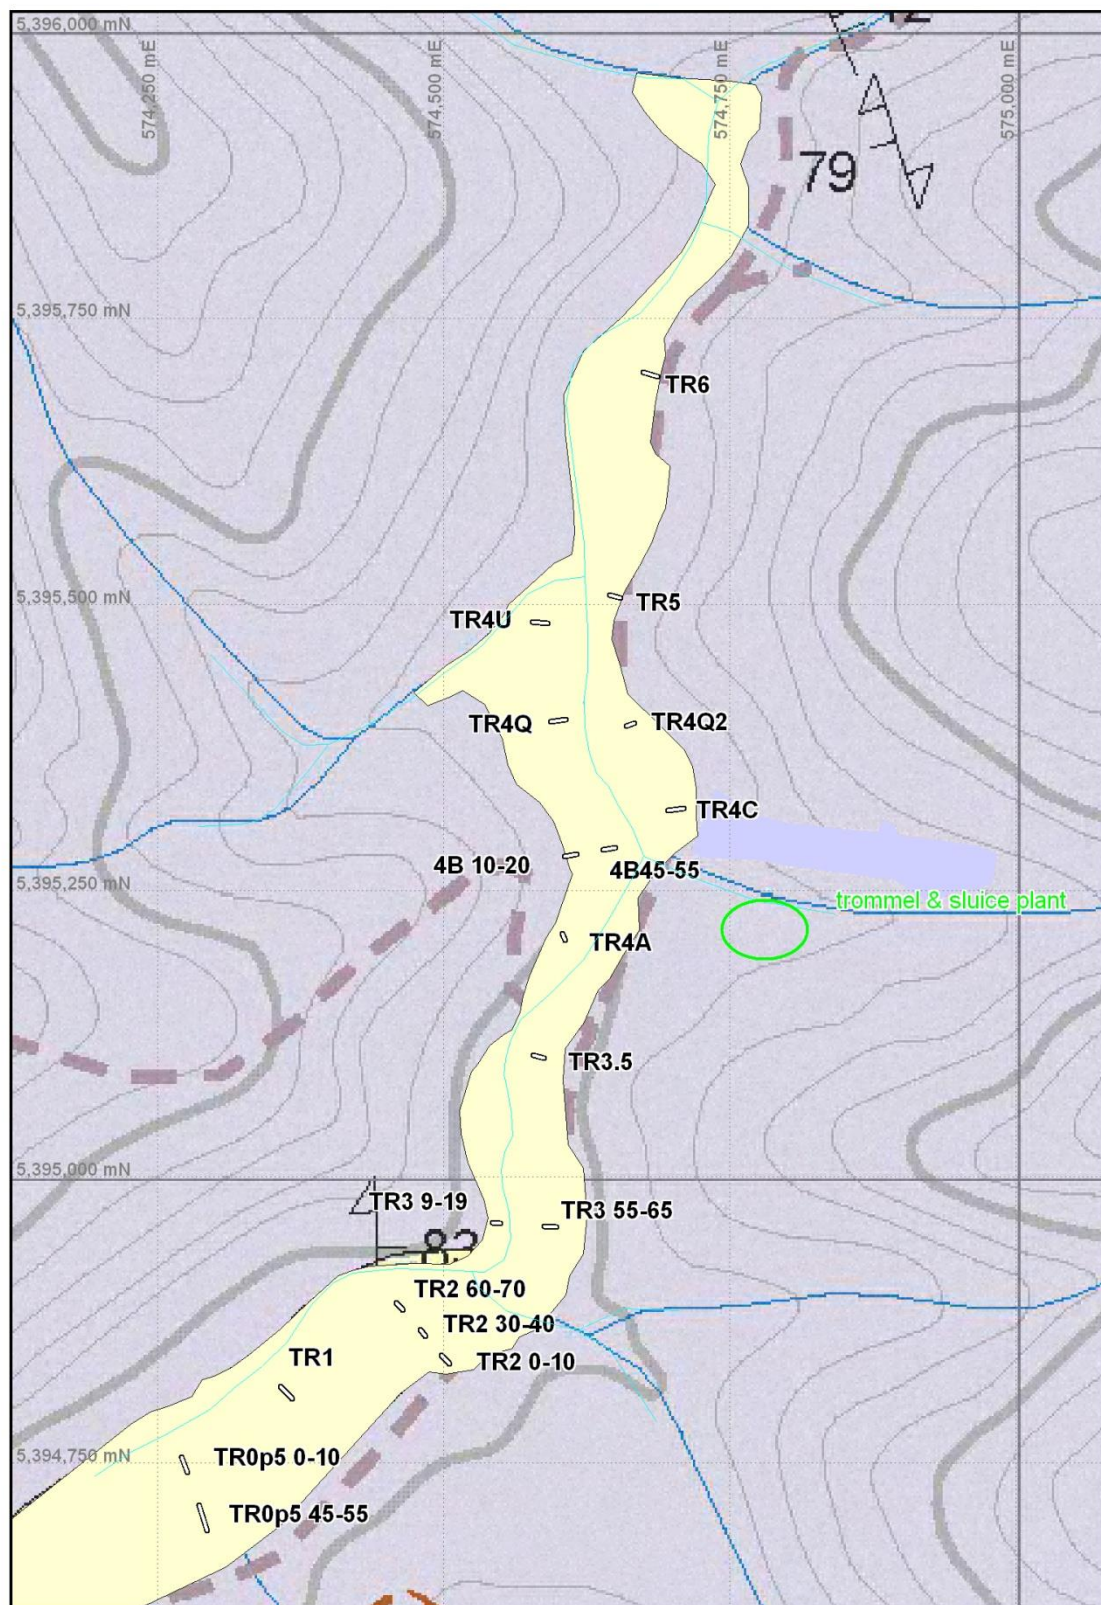 5,396,000 mN
574,250 mE
574,500 mE
574,750 mE
575,000 mE
79
5,395,750 mN
TR6
5,395,500 mN
TR5
TR4U
TR4Q
TR4Q2
TR4C
4B 10-20
4B45-55
5,395,250 mN
trommel & sluice plant
TR4A
TR3.5
5,395,000 mN
TR3 9-19
TR3 55-65
TR2 60-70
TR2 30-40
TR1
TR2 0-10
5,394,750 mN
TR0p5 0-10
TR0p5 45-55